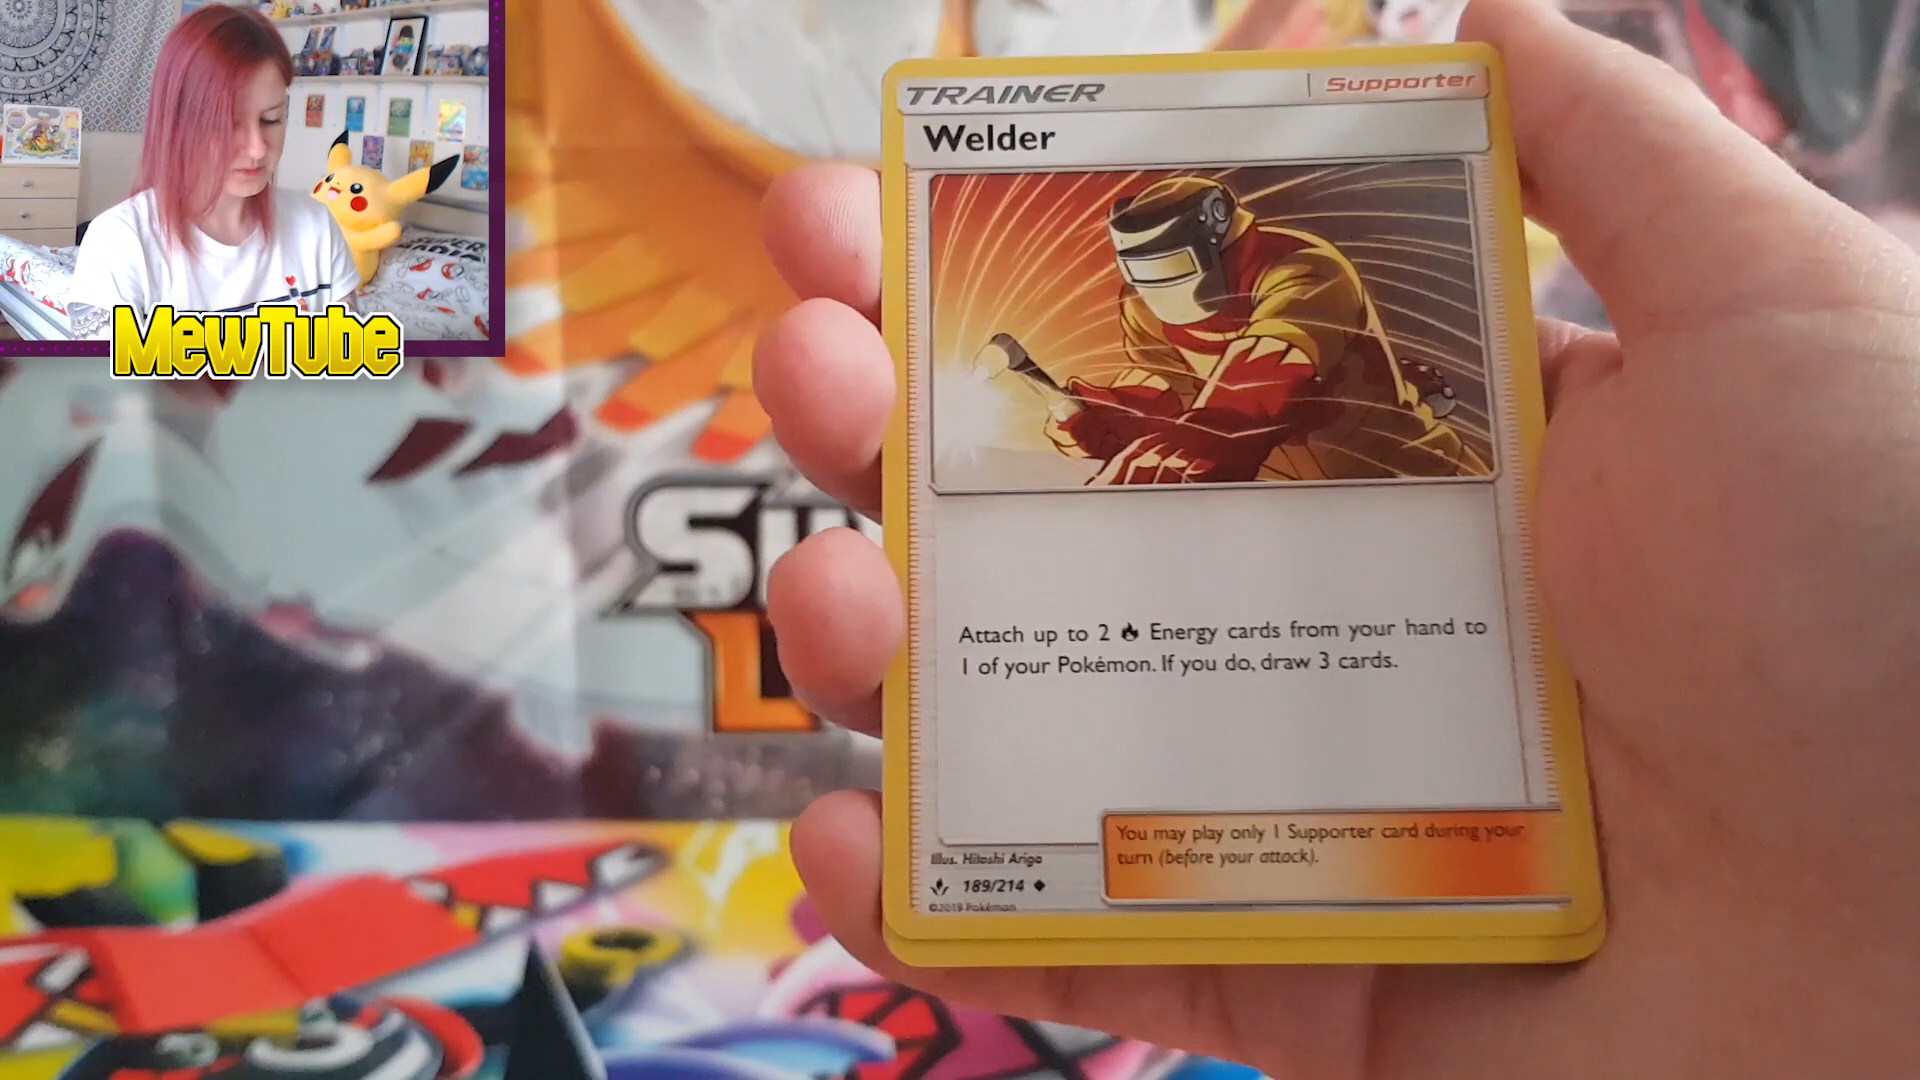 MewTube
TRAINER
Supporter
Welder
Attach up to 2 Energy cards from your hand to
1 of your Pokémon. If you do, draw 3 cards.
You may play only 1 Supporter card during your
turn (before your attack).
Illus. Hitoshi Ariga
189/214
©2019 Pokémon